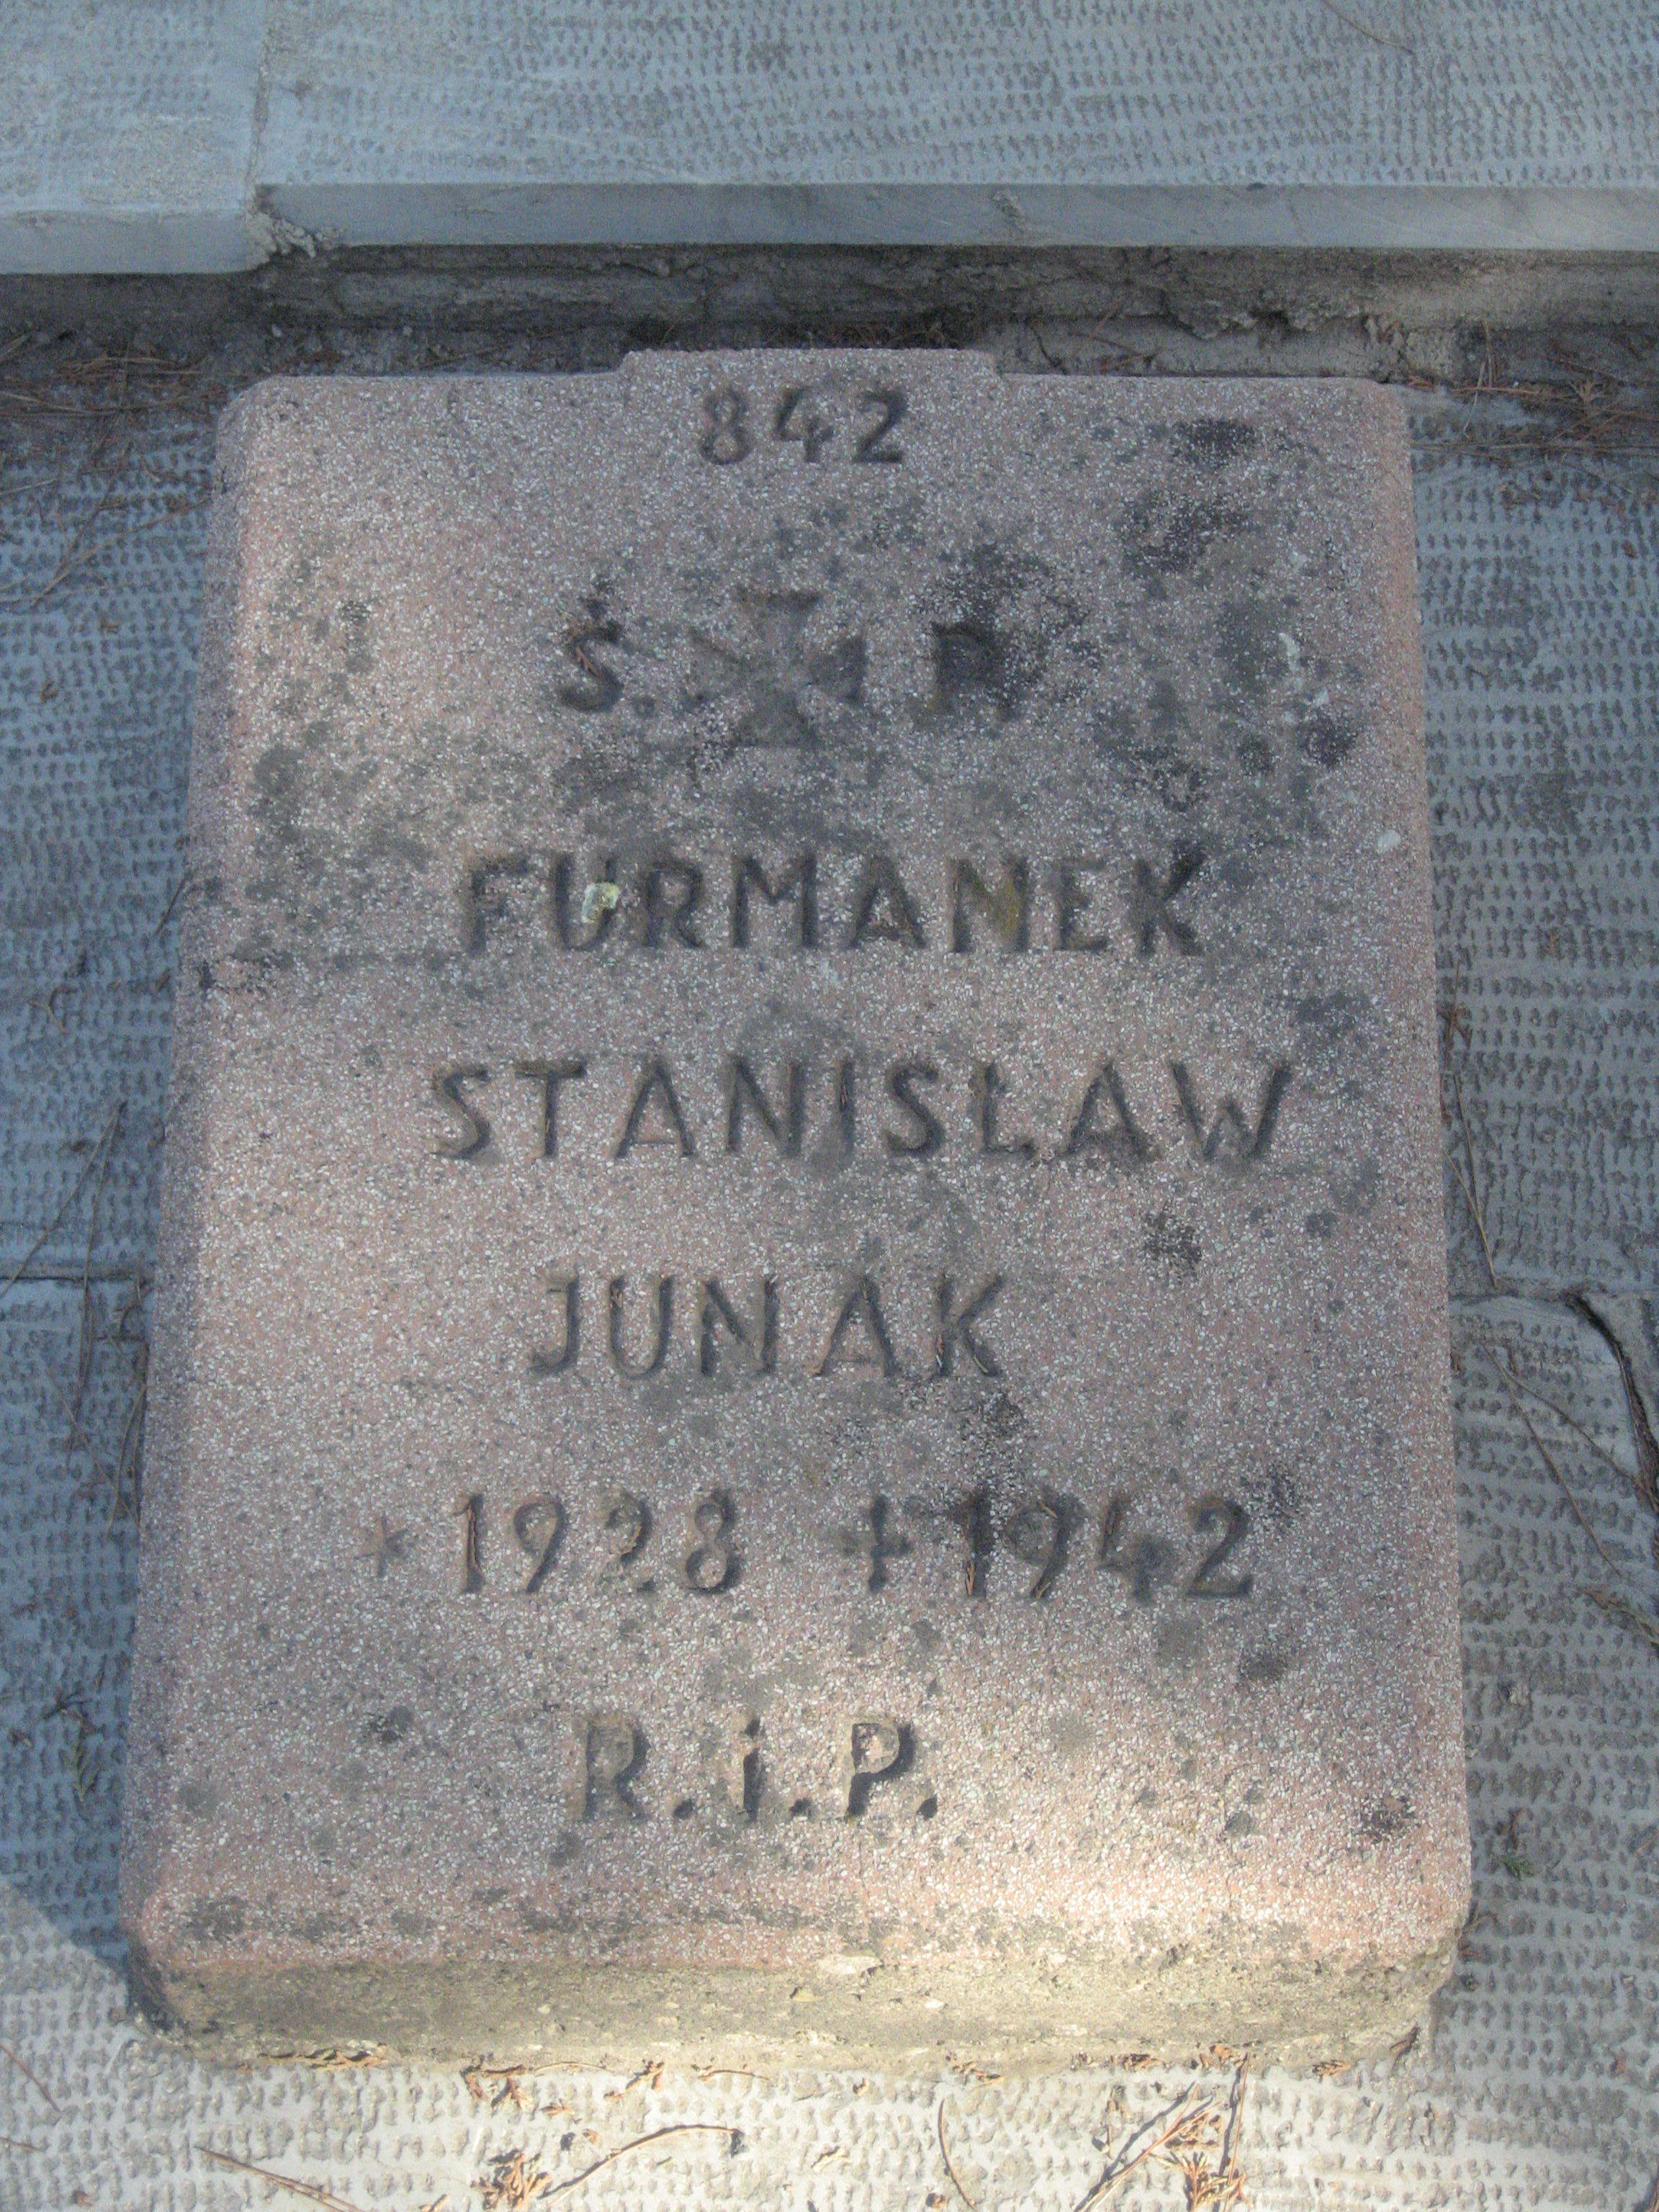 842
Ś. P.
FURMANEK
STANISŁAW
JUNAK
* 1928 + 1942
R.i.P.